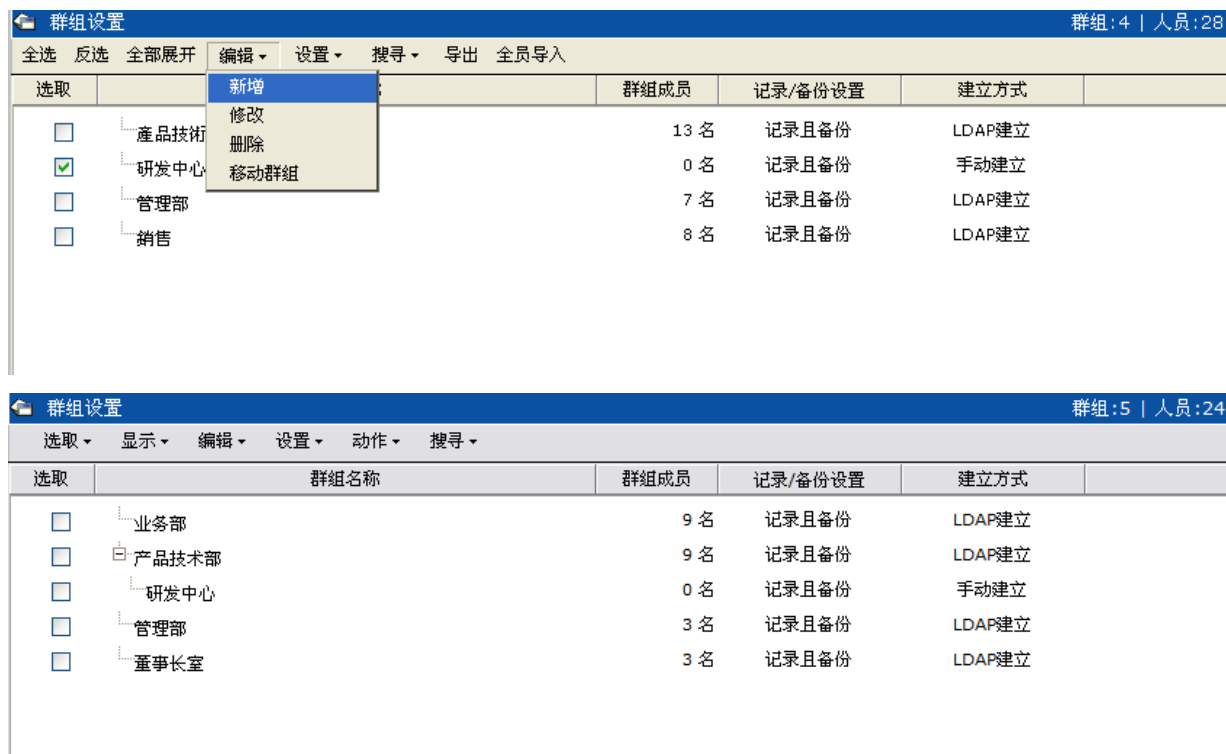 群组设置 群组:4 | 人员:28
全选 反选 全部展开 编辑 设置 搜寻 导出 全员导入
选取 群组成员 记录/备份设置 建立方式
新增
修改
删除
移动群组
產品技術 13 名 记录且备份 LDAP建立
研发中心 0 名 记录且备份 手动建立
管理部 7 名 记录且备份 LDAP建立
銷售 8 名 记录且备份 LDAP建立
群组设置 群组:5 | 人员:24
选取 显示 编辑 设置 动作 搜寻
选取 群组名称 群组成员 记录/备份设置 建立方式
业务部 9 名 记录且备份 LDAP建立
产品技术部 9 名 记录且备份 LDAP建立
研发中心 0 名 记录且备份 手动建立
管理部 3 名 记录且备份 LDAP建立
董事长室 3 名 记录且备份 LDAP建立